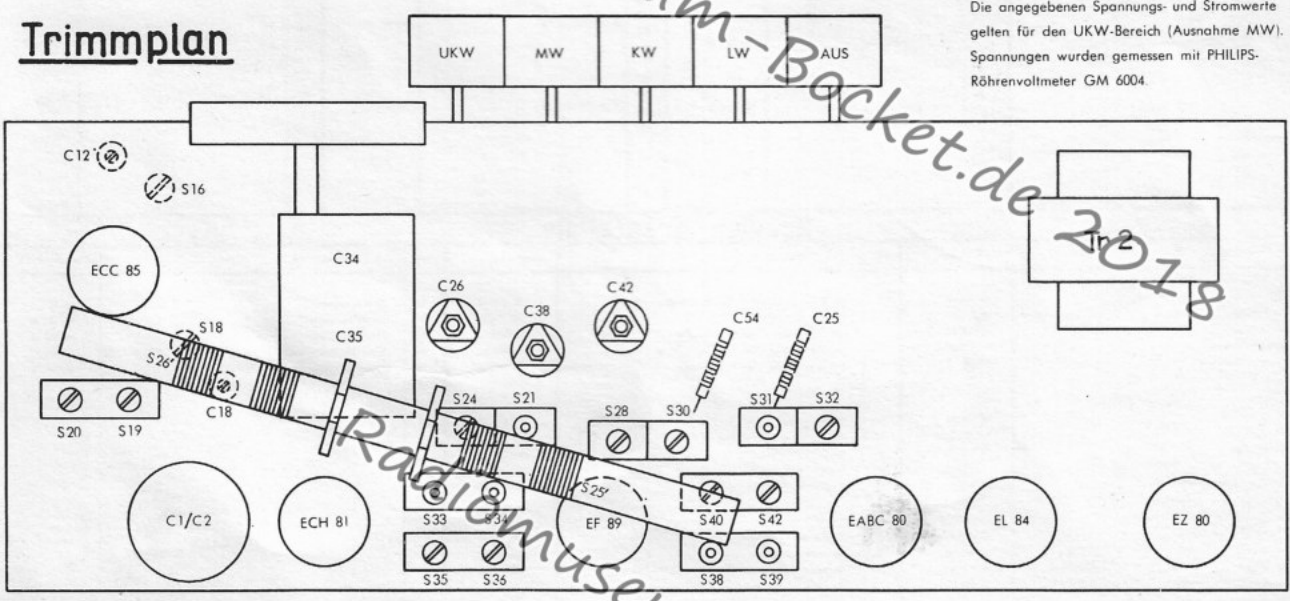 Trimmplan
Die angegebenen Spannungs- und Stromwerte
gelten für den UKW-Bereich (Ausnahme MW).
Spannungen wurden gemessen mit PHILIPS-
Röhrenvoltmeter GM 6004.
UKW MW KW LW AUS
C12
S16
ECC 85
C34
C26
C38
C42
C54
C25
Tr 2
S18
S26'
C18
C35
S20 S19
S24 S21
S28 S30
S31 S32
C1/C2
ECH 81
S33 S34
S35 S36
S25'
EF 89
S40 S42
S38 S39
EABC 80
EL 84
EZ 80
-Bocket.de 2018